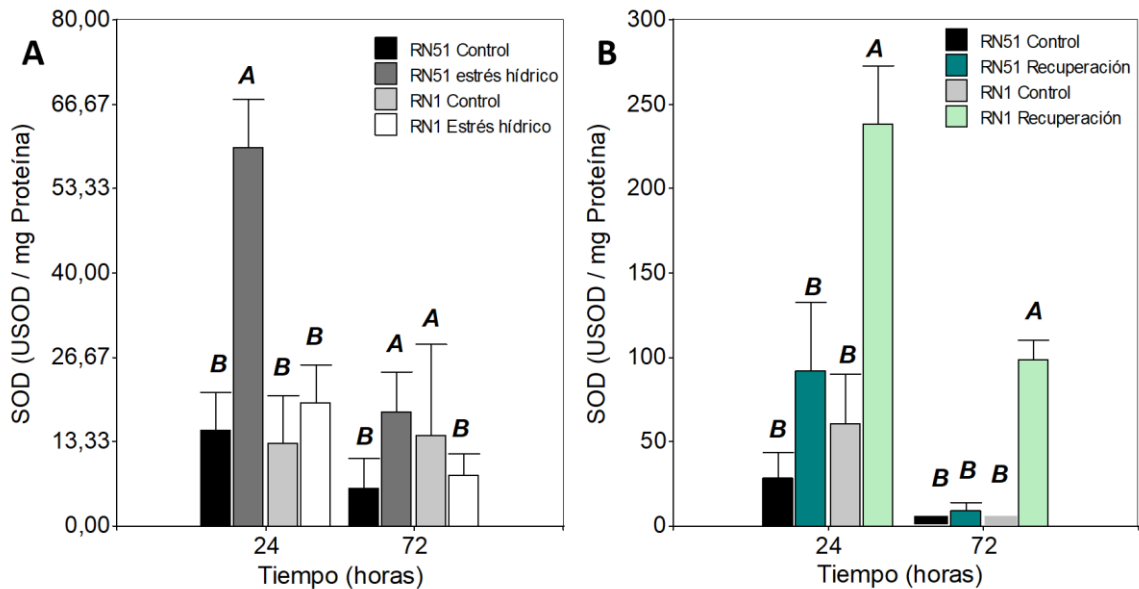 A
SOD (USOD / mg Proteína)
80,00
66,67
53,33
40,00
26,67
13,33
0,00
RN51 Control
RN51 estrés hídrico
RN1 Control
RN1 Estrés hídrico
B
A
B
B
B
A
A
B
24
72
Tiempo (horas)
B
SOD (USOD / mg Proteína)
300
250
200
150
100
50
0
RN51 Control
RN51 Recuperación
RN1 Control
RN1 Recuperación
B
B
B
A
B
B
B
A
24
72
Tiempo (horas)